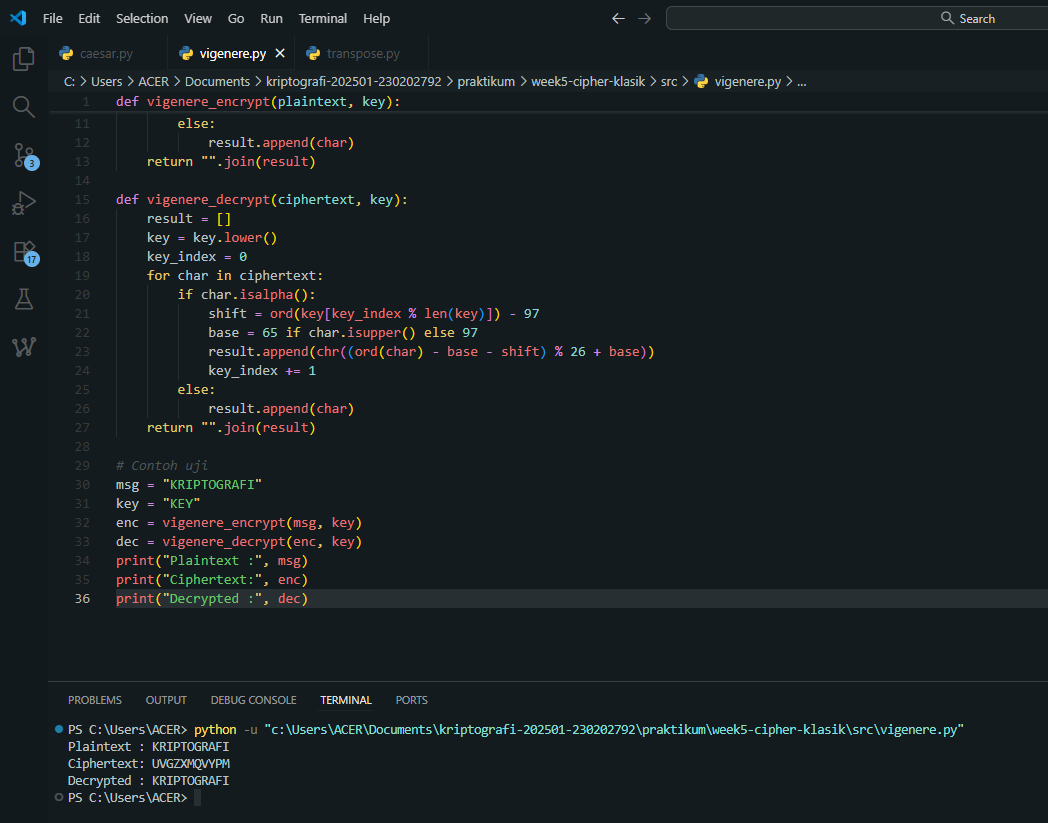 File Edit Selection View Go Run Terminal Help Search
caesar.py vigenere.py transpose.py
C: > Users > ACER > Documents > kriptografi-202501-230202792 > praktikum > week5-cipher-klasik > src > vigenere.py > ...
1 def vigenere_encrypt(plaintext, key):
11 else:
12 result.append(char)
13 return "".join(result)
14
15 def vigenere_decrypt(ciphertext, key):
16 result = []
17 key = key.lower()
18 key_index = 0
19 for char in ciphertext:
20 if char.isalpha():
21 shift = ord(key[key_index % len(key)]) - 97
22 base = 65 if char.isupper() else 97
23 result.append(chr((ord(char) - base - shift) % 26 + base))
24 key_index += 1
25 else:
26 result.append(char)
27 return "".join(result)
28
29 # Contoh uji
30 msg = "KRIPTOGRAFI"
31 key = "KEY"
32 enc = vigenere_encrypt(msg, key)
33 dec = vigenere_decrypt(enc, key)
34 print("Plaintext :", msg)
35 print("Ciphertext:", enc)
36 print("Decrypted :", dec)
3
17
PROBLEMS OUTPUT DEBUG CONSOLE TERMINAL PORTS
PS C:\Users\ACER> python -u "c:\Users\ACER\Documents\kriptografi-202501-230202792\praktikum\week5-cipher-klasik\src\vigenere.py"
Plaintext : KRIPTOGRAFI
Ciphertext: UVGZXMQVYPM
Decrypted : KRIPTOGRAFI
PS C:\Users\ACER>